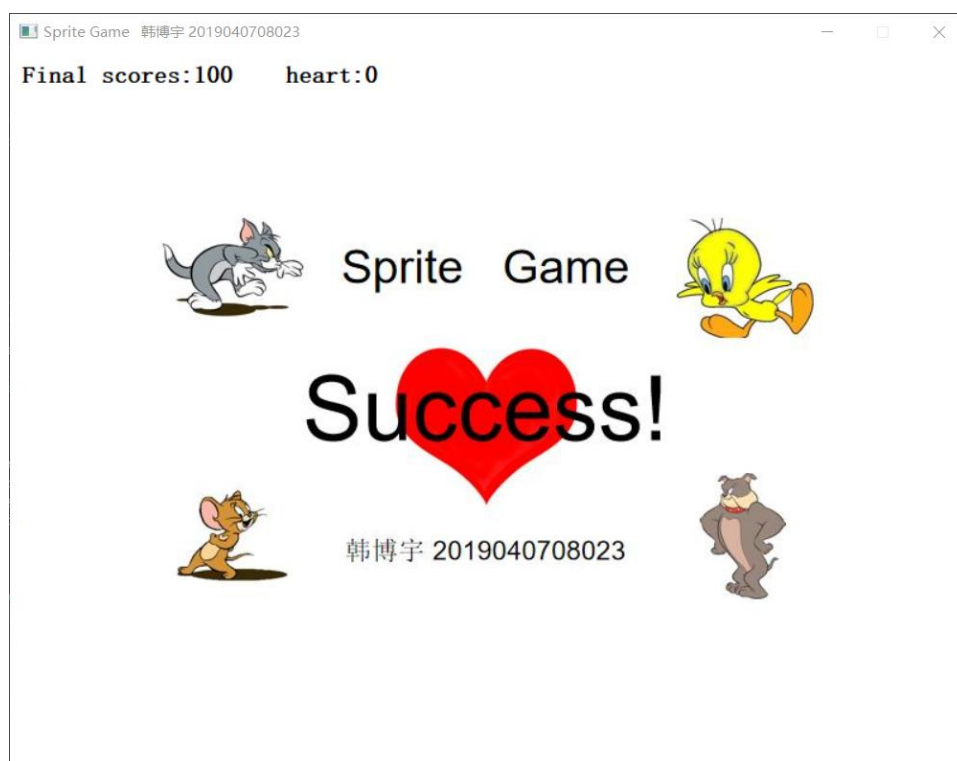 Sprite Game 韩博宇 2019040708023
Final scores:100 heart:0
Sprite Game
Success!
韩博宇 2019040708023